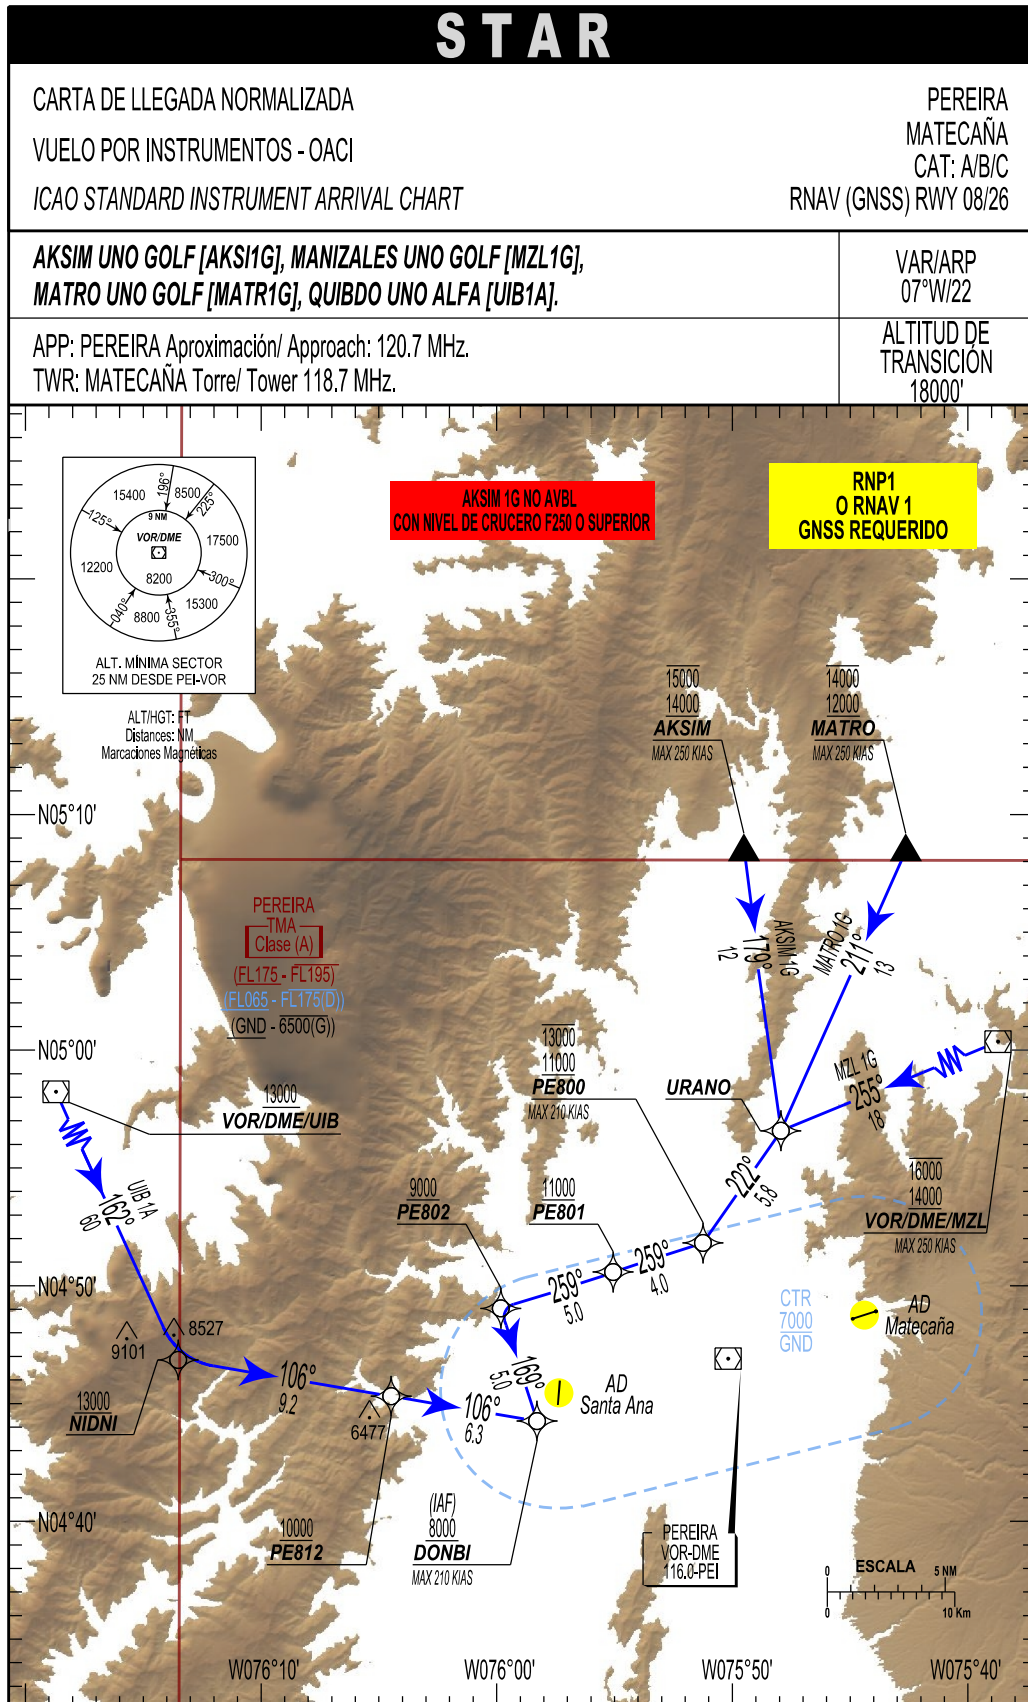 STAR
CARTA DE LLEGADA NORMALIZADA
VUELO POR INSTRUMENTOS - OACI
ICAO STANDARD INSTRUMENT ARRIVAL CHART
PEREIRA
MATECAÑA
CAT: A/B/C
RNAV (GNSS) RWY 08/26
AKSIM UNO GOLF [AKSI1G], MANIZALES UNO GOLF [MZL1G],
MATRO UNO GOLF [MATR1G], QUIBDO UNO ALFA [UIB1A].
VAR/ARP
07°W/22
APP: PEREIRA Aproximación/ Approach: 120.7 MHz.
TWR: MATECAÑA Torre/ Tower 118.7 MHz.
ALTITUD DE
TRANSICIÓN
18000'
15400
196°
8500
225°
125°
9 NM
VOR/DME
17500
12200
8200
300°
040°
8800
355°
15300
ALT. MÍNIMA SECTOR
25 NM DESDE PEI-VOR
ALT/HGT: FT
Distances: NM
Marcaciones Magnéticas
AKSIM 1G NO AVBL
CON NIVEL DE CRUCERO F250 O SUPERIOR
RNP1
O RNAV 1
GNSS REQUERIDO
15000
14000
AKSIM
MAX 250 KIAS
14000
12000
MATRO
MAX 250 KIAS
N05°10'
PEREIRA
TMA
Clase (A)
(FL175 - FL195)
(FL065 - FL175(D))
(GND - 6500(G))
AKSIM 1G
179°
12
MATRO 1G
211°
13
N05°00'
13000
VOR/DME/UIB
13000
11000
PE800
MAX 210 KIAS
URANO
MZL 1G
255°
18
UIB 1A
162°
60
9000
PE802
11000
PE801
222°
5.8
16000
14000
VOR/DME/MZL
MAX 250 KIAS
N04°50'
259°
5.0
259°
4.0
CTR
7000
GND
AD
Matecaña
9101
8527
106°
9.2
169°
5.0
AD
Santa Ana
13000
NIDNI
6477
106°
6.3
N04°40'
10000
PE812
(IAF)
8000
DONBI
MAX 210 KIAS
PEREIRA
VOR-DME
116.0-PEI
0 ESCALA 5 NM
0 10 Km
W076°10' W076°00' W075°50' W075°40'